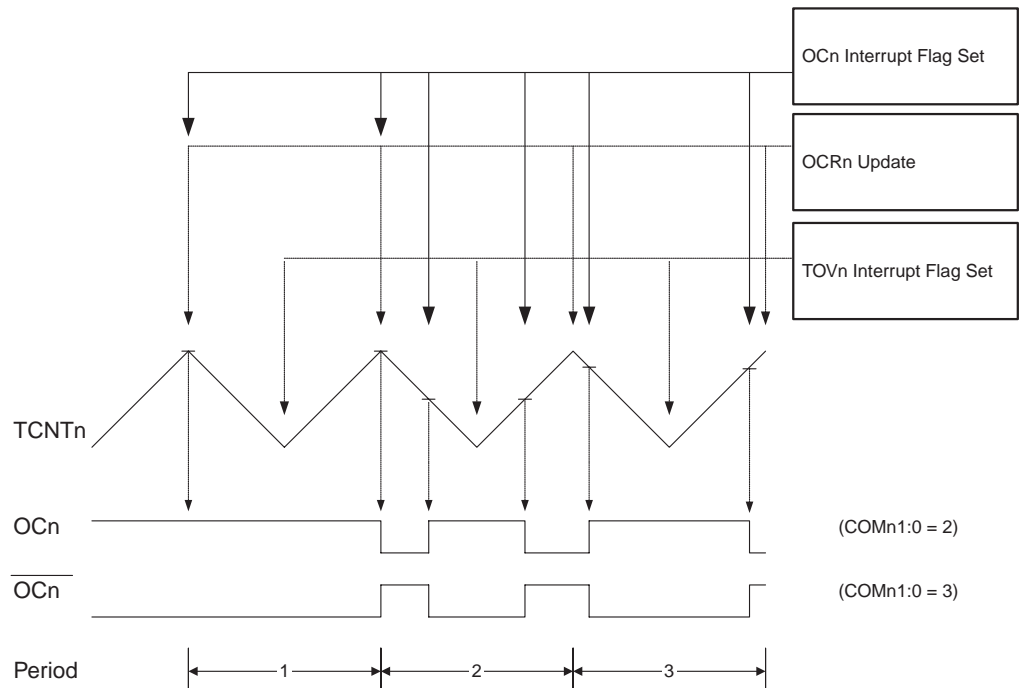 OCn Interrupt Flag Set
OCRn Update
TOVn Interrupt Flag Set
TCNTn
OCn
(COMn1:0 = 2)
OCn
(COMn1:0 = 3)
Period
1
2
3